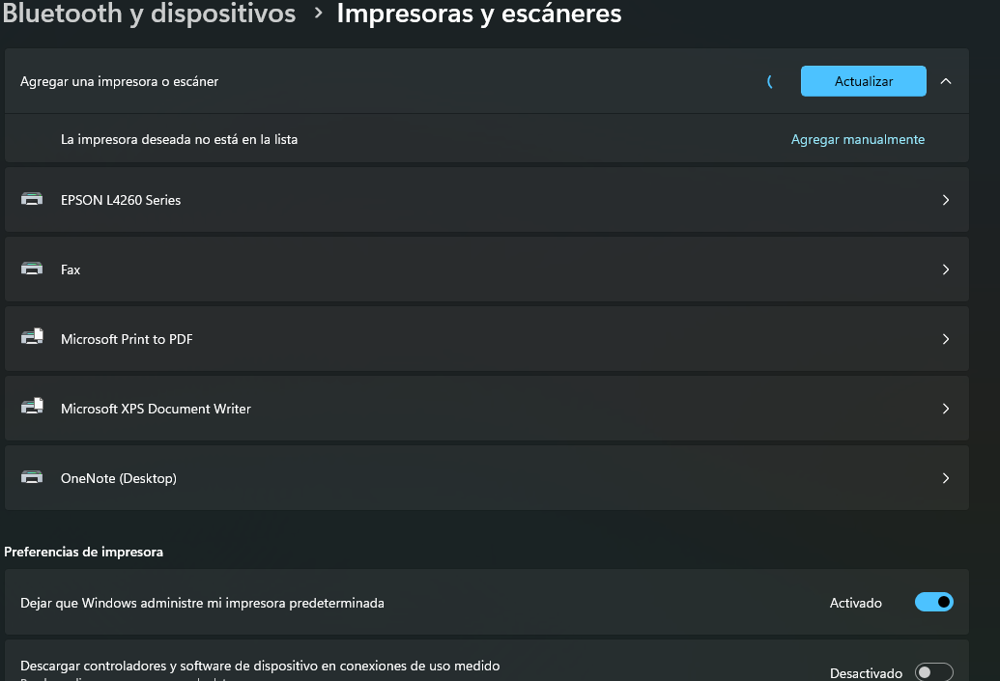 Bluetooth y dispositivos › Impresoras y escáneres
Agregar una impresora o escáner Actualizar
La impresora deseada no está en la lista Agregar manualmente
EPSON L4260 Series
Fax
Microsoft Print to PDF
Microsoft XPS Document Writer
OneNote (Desktop)
Preferencias de impresora
Dejar que Windows administre mi impresora predeterminada Activado
Descargar controladores y software de dispositivo en conexiones de uso medido Desactivado